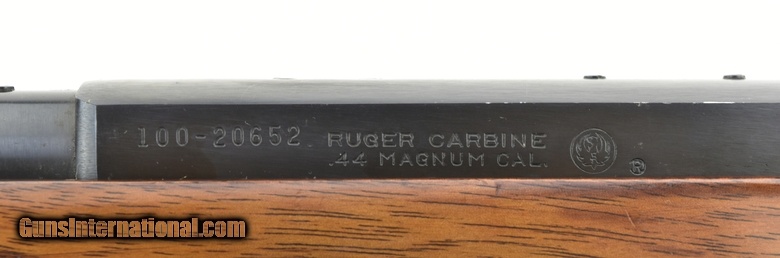 100-20652
RUGER CARBINE
.44 MAGNUM CAL.
®
GunsInternational.com